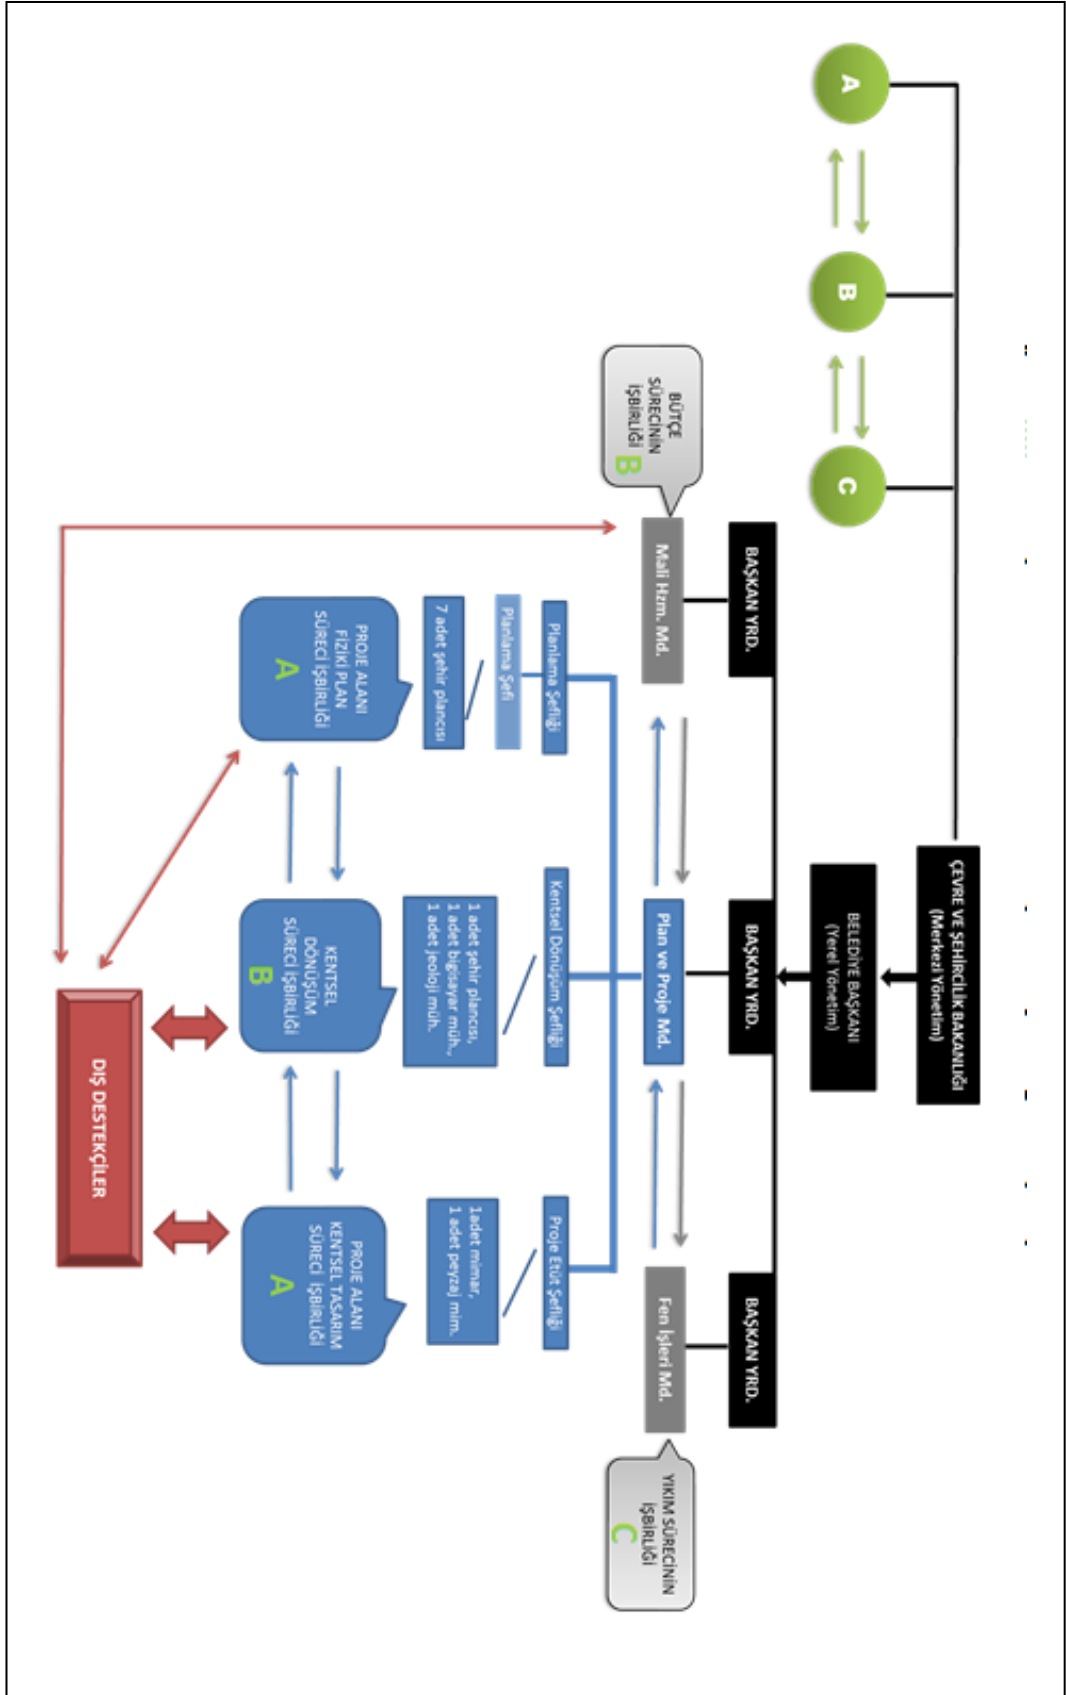 ÇEVRE VE ŞEHİRCİLİK BAKANLIĞI
(Merkezi Yönetim)
BELEDİYE BAŞKANI
(Yerel Yönetim)
A
B
C
BAŞKAN YRD.
BAŞKAN YRD.
BAŞKAN YRD.
BÜTÇE
SÜRECİNİN
İŞBİRLİĞİ
B
Mali Hzm. Md.
Plan ve Proje Md.
Fen İşleri Md.
YIKIM SÜRECİNİN
İŞBİRLİĞİ
C
Planlama Şefliği
Planlama Şefi
7 adet şehir plancısı
Kentsel Dönüşüm Şefliği
1 adet şehir plancısı,
1 adet bigisayar müh.,
1 adet jeoloji müh.
Proje Etüt Şefliği
1adet mimar,
1 adet peyzaj mim.
PROJE ALANI
FİZİKİ PLAN
SÜRECİ İŞBİRLİĞİ
A
KENTSEL
DÖNÜŞÜM
SÜRECİ İŞBİRLİĞİ
B
PROJE ALANI
KENTSEL TASARIM
SÜRECİ İŞBİRLİĞİ
A
DIŞ DESTEKÇİLER